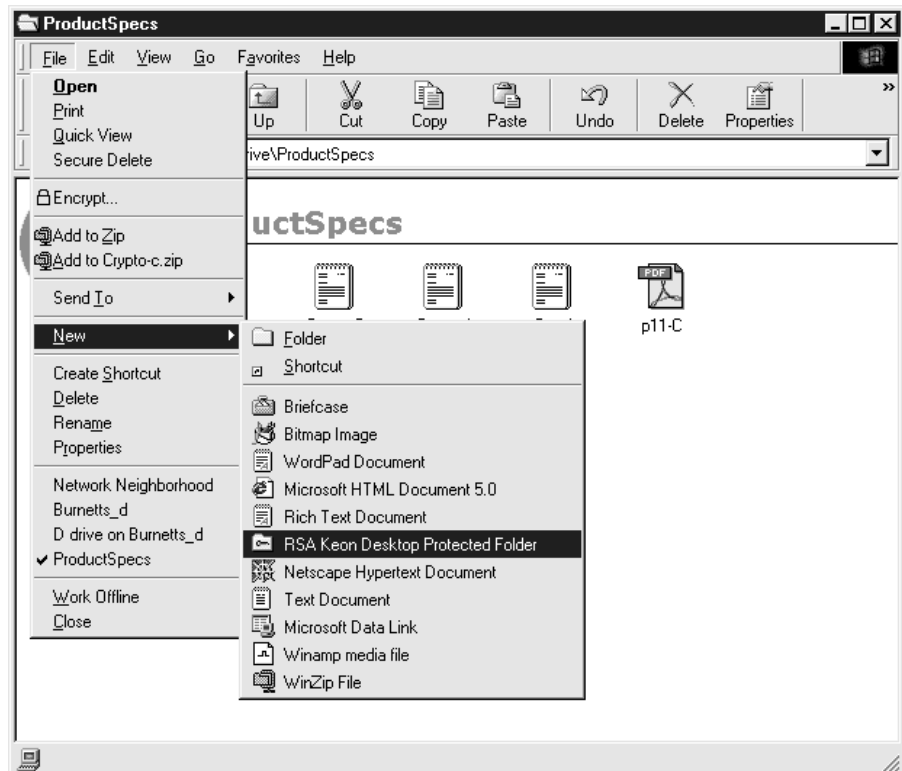 ProductSpecs
File Edit View Go Favorites Help
Up Cut Copy Paste Undo Delete Properties »
rive\ProductSpecs
Open
Print
Quick View
Secure Delete
Encrypt...
Add to Zip
Add to Crypto-c.zip
Send To
New
Create Shortcut
Delete
Rename
Properties
Network Neighborhood
Burnetts_d
D drive on Burnetts_d
ProductSpecs
Work Offline
Close
uctSpecs
PDF
p11-C
Folder
Shortcut
Briefcase
Bitmap Image
WordPad Document
Microsoft HTML Document 5.0
Rich Text Document
RSA Keon Desktop Protected Folder
Netscape Hypertext Document
Text Document
Microsoft Data Link
Winamp media file
WinZip File